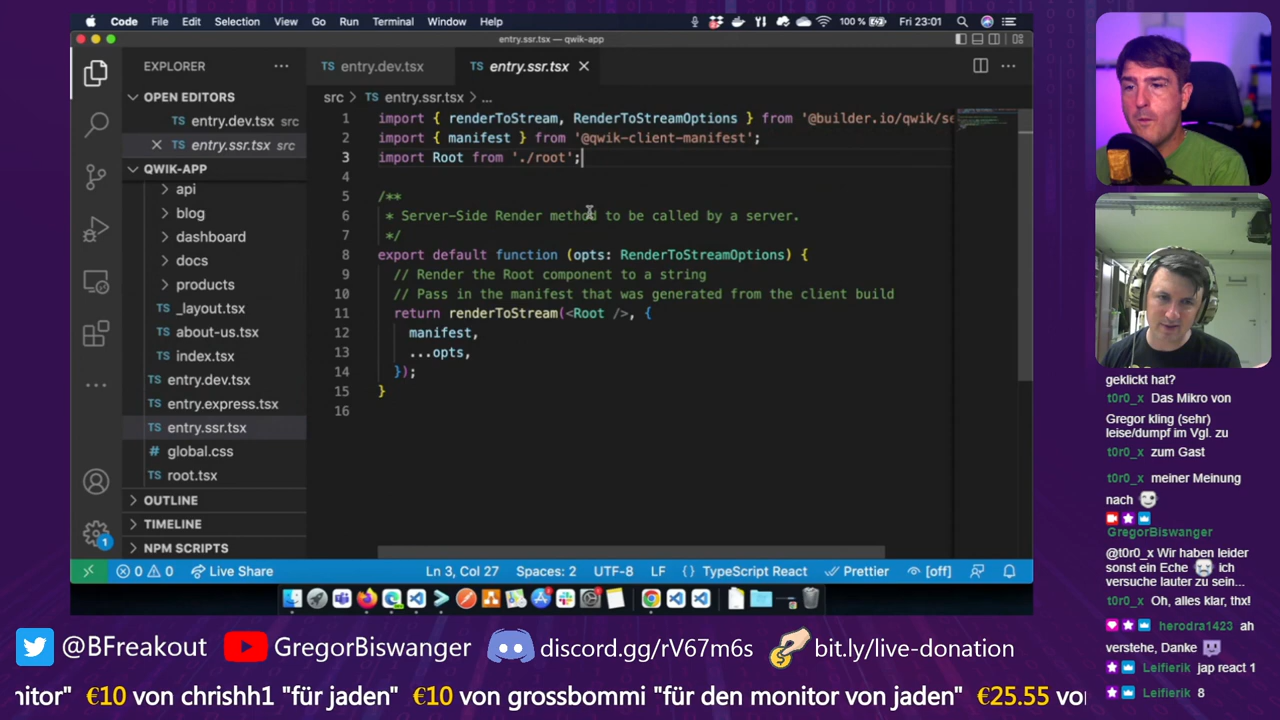 Code File Edit Selection View Go Run Terminal Window Help 100 % Fri 23:01
entry.ssr.tsx — qwik-app
EXPLORER
entry.dev.tsx
entry.ssr.tsx
OPEN EDITORS
entry.dev.tsx src
entry.ssr.tsx src
QWIK-APP
api
blog
dashboard
docs
products
_layout.tsx
about-us.tsx
index.tsx
entry.dev.tsx
entry.express.tsx
entry.ssr.tsx
global.css
root.tsx
OUTLINE
TIMELINE
NPM SCRIPTS
src > entry.ssr.tsx > ...
1 import { renderToStream, RenderToStreamOptions } from '@builder.io/qwik/se
2 import { manifest } from '@qwik-client-manifest';
3 import Root from './root';
4
5 /**
6 * Server-Side Render method to be called by a server.
7 */
8 export default function (opts: RenderToStreamOptions) {
9 // Render the Root component to a string
10 // Pass in the manifest that was generated from the client build
11 return renderToStream(<Root />, {
12 manifest,
13 ...opts,
14 });
15 }
16
0 0 Live Share Ln 3, Col 27 Spaces: 2 UTF-8 LF {} TypeScript React Prettier [off]
geklickt hat?
t0r0_x Das Mikro von
Gregor kling (sehr)
leise/dumpf im Vgl. zu
t0r0_x zum Gast
t0r0_x meiner Meinung
nach
GregorBiswanger
@t0r0_x Wir haben leider
sonst ein Eche ich
versuche lauter zu sein...
t0r0_x Oh, alles klar, thx!
herodra1423 ah
verstehe, Danke
Leifierik jap react 1
Leifierik 8
@BFreakout GregorBiswanger discord.gg/rV67m6s bit.ly/live-donation
nitor" €10 von chrishh1 "für jaden" €10 von grossbommi "für den monitor von jaden" €25.55 vo